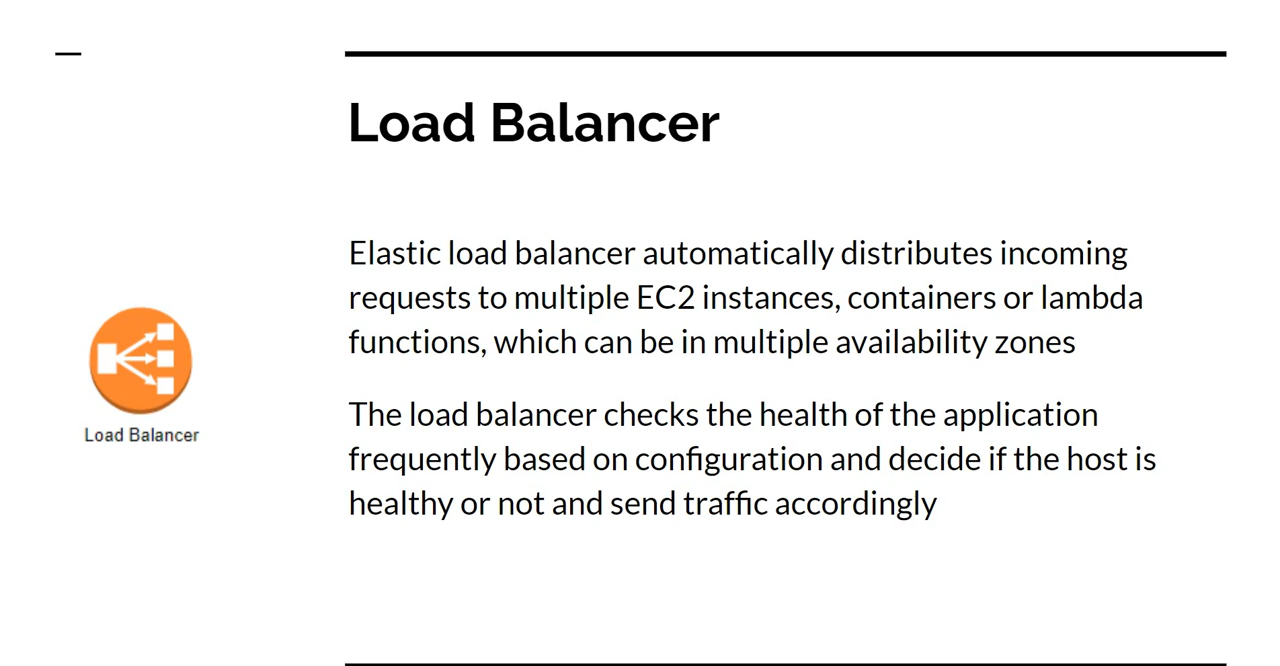 Load Balancer
Elastic load balancer automatically distributes incoming
requests to multiple EC2 instances, containers or lambda
functions, which can be in multiple availability zones
The load balancer checks the health of the application
frequently based on configuration and decide if the host is
healthy or not and send traffic accordingly
Load Balancer